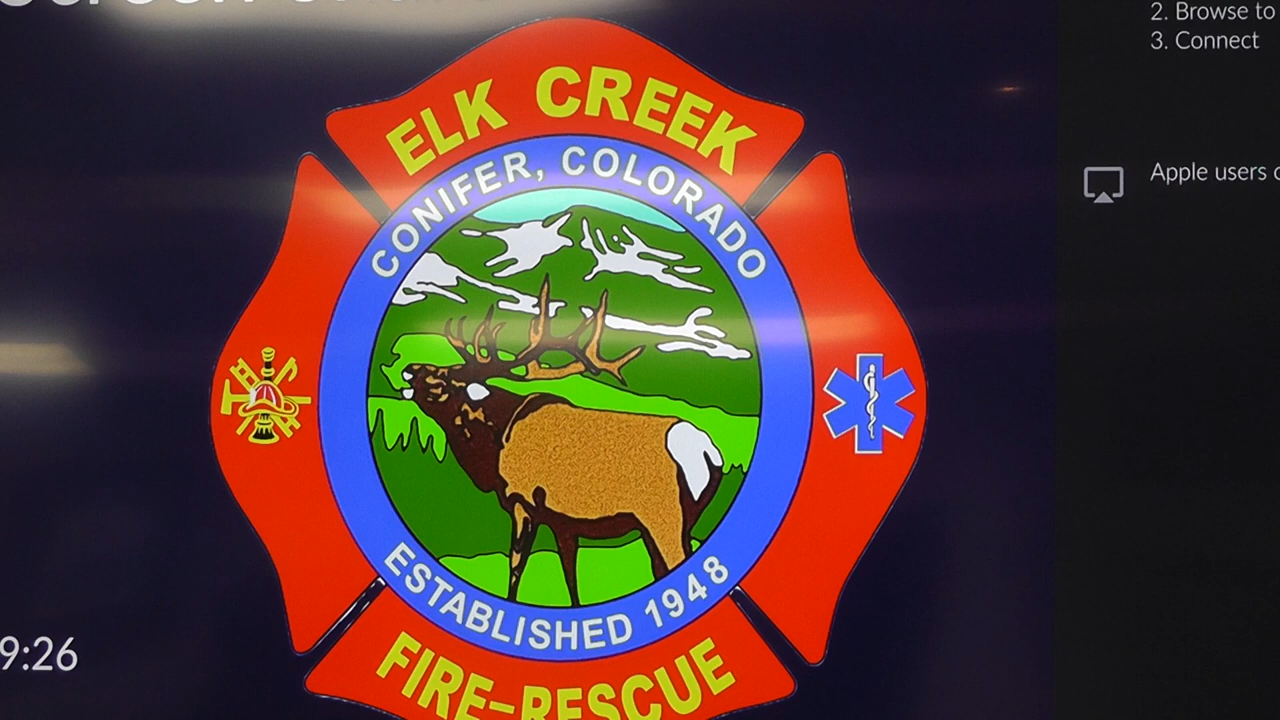 2. Browse to
3. Connect
ELK CREEK
CONIFER, COLORADO
Apple users
ESTABLISHED 1948
9:26
FIRE-RESCUE